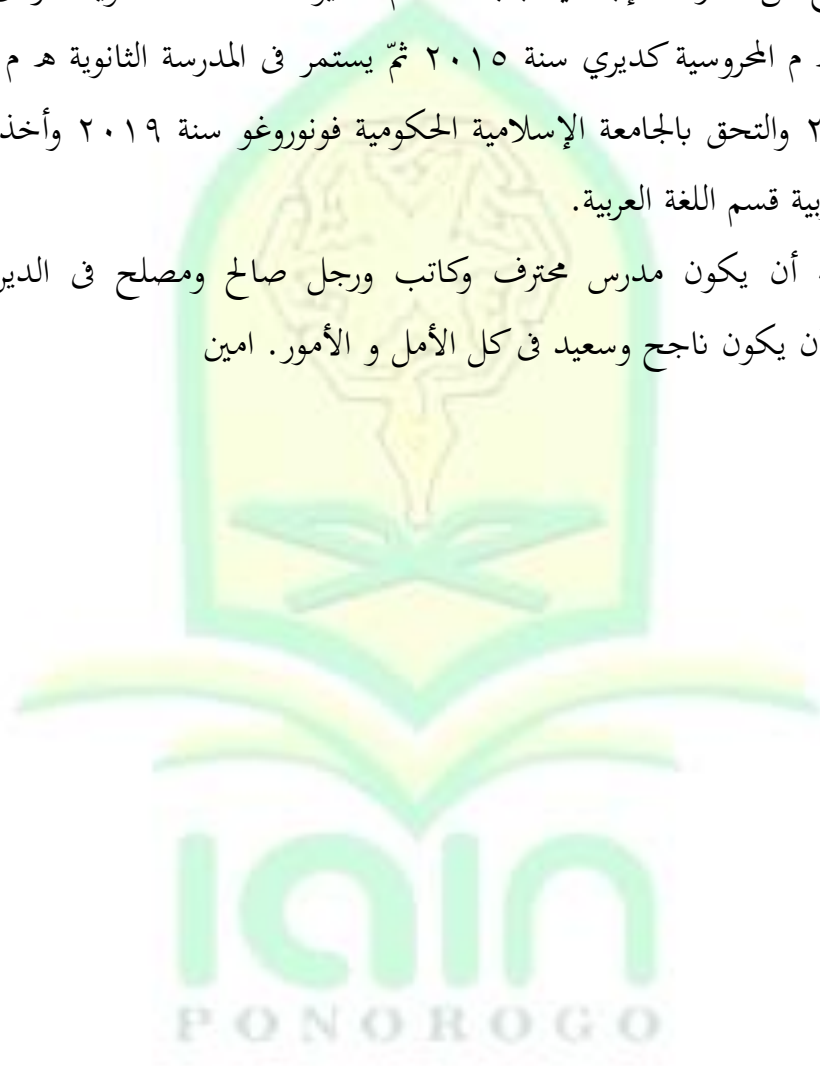 م المحروسية كديري سنة ٢٠١٥ ثمّ يستمر فى المدرسة الثانوية هـ م
والتحق بالجامعة الإسلامية الحكومية فونوروغو سنة ٢٠١٩ وأخذ
قسم اللغة العربية.
أن يكون مدرس محترف وكاتب ورجل صالح ومصلح فى الدين
يكون ناجح وسعيد فى كل الأمل و الأمور. امين
iain
PONOROGO